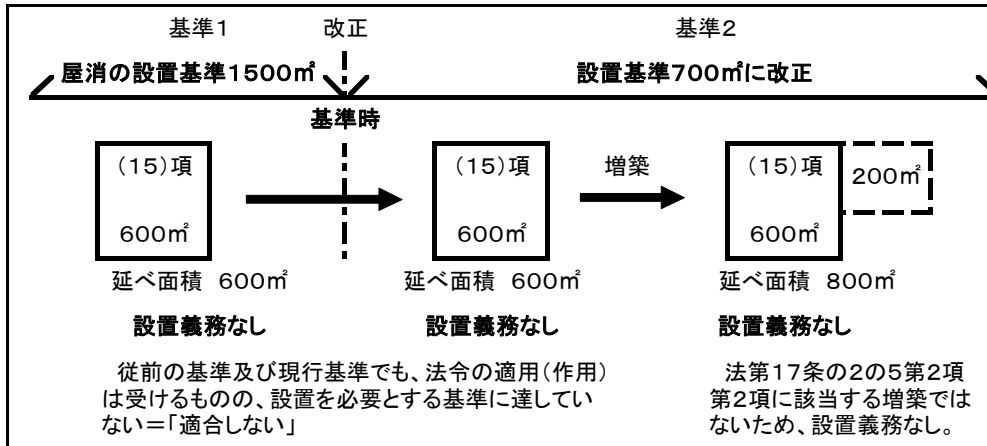 基準1 改正 基準2
屋消の設置基準1500㎡ 設置基準700㎡に改正
基準時
(15)項 (15)項 増築 (15)項 200㎡
600㎡ 600㎡ 600㎡
延べ面積 600㎡ 延べ面積 600㎡ 延べ面積 800㎡
設置義務なし 設置義務なし 設置義務なし
従前の基準及び現行基準でも、法令の適用(作用)
は受けるものの、設置を必要とする基準に達してい
ない=「適合しない」
法第17条の2の5第2項
第2項に該当する増築では
ないため、設置義務なし。